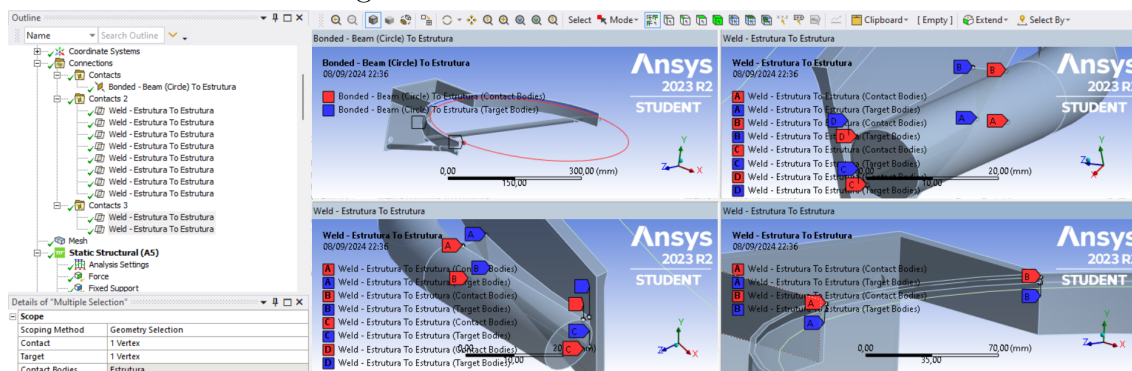 Outline
Name
Search Outline
Coordinate Systems
Connections
Contacts
Bonded - Beam (Circle) To Estrutura
Contacts 2
Weld - Estrutura To Estrutura
Weld - Estrutura To Estrutura
Weld - Estrutura To Estrutura
Weld - Estrutura To Estrutura
Weld - Estrutura To Estrutura
Weld - Estrutura To Estrutura
Weld - Estrutura To Estrutura
Weld - Estrutura To Estrutura
Contacts 3
Weld - Estrutura To Estrutura
Weld - Estrutura To Estrutura
Mesh
Static Structural (A5)
Analysis Settings
Force
Fixed Support
Details of "Multiple Selection"
Scope
Scoping Method Geometry Selection
Contact 1 Vertex
Target 1 Vertex
Contact Bodies Estrutura
Select Mode Clipboard [ Empty ] Extend Select By
Bonded - Beam (Circle) To Estrutura
Bonded - Beam (Circle) To Estrutura
08/09/2024 22:36
Bonded - Beam (Circle) To Estrutura (Contact Bodies)
Bonded - Beam (Circle) To Estrutura (Target Bodies)
Ansys
2023 R2
STUDENT
Y
Z X
0,00 300,00 (mm)
150,00
Weld - Estrutura To Estrutura
Weld - Estrutura To Estrutura
08/09/2024 22:36
A Weld - Estrutura To Estrutura (Contact Bodies)
A Weld - Estrutura To Estrutura (Target Bodies)
B Weld - Estrutura To Estrutura (Contact Bodies)
B Weld - Estrutura To Estrutura (Target Bodies)
C Weld - Estrutura To Estrutura (Contact Bodies)
C Weld - Estrutura To Estrutura (Target Bodies)
D Weld - Estrutura To Estrutura (Contact Bodies)
D Weld - Estrutura To Estrutura (Target Bodies)
B B
A A
D
D
C
C
Ansys
2023 R2
STUDENT
Y
Z
X
20,00 (mm)
10,00
Weld - Estrutura To Estrutura
Weld - Estrutura To Estrutura
08/09/2024 22:36
A Weld - Estrutura To Estrutura (Contact Bodies)
A Weld - Estrutura To Estrutura (Target Bodies)
B Weld - Estrutura To Estrutura (Contact Bodies)
B Weld - Estrutura To Estrutura (Target Bodies)
C Weld - Estrutura To Estrutura (Contact Bodies)
C Weld - Estrutura To Estrutura (Target Bodies)
D Weld - Estrutura To Estrutura (Contact Bodies)
D Weld - Estrutura To Estrutura (Target Bodies)
A
A
B
B
C
C
Ansys
2023 R2
STUDENT
Y
Z X
10,00
Weld - Estrutura To Estrutura
Weld - Estrutura To Estrutura
08/09/2024 22:36
A Weld - Estrutura To Estrutura (Contact Bodies)
A Weld - Estrutura To Estrutura (Target Bodies)
B Weld - Estrutura To Estrutura (Contact Bodies)
B Weld - Estrutura To Estrutura (Target Bodies)
A
A
B
B
Ansys
2023 R2
STUDENT
Y
Z X
0,00 70,00 (mm)
35,00